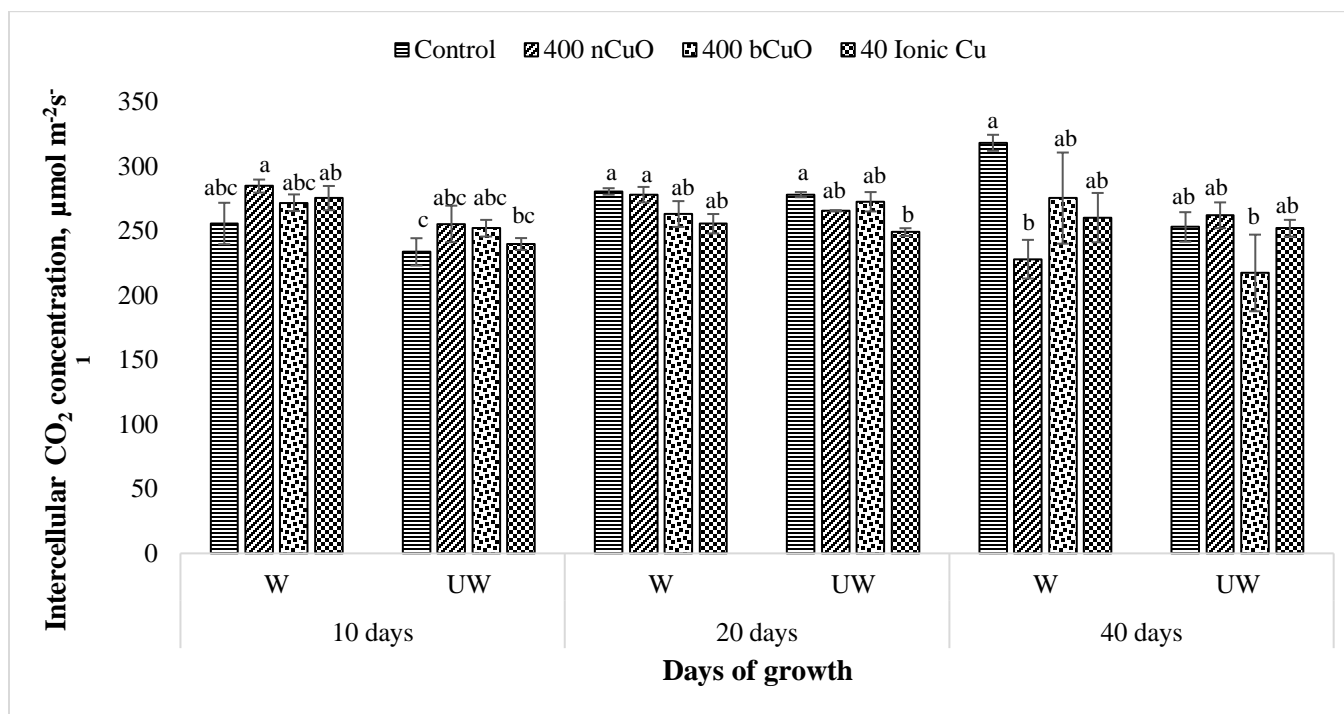 Control 400 nCuO 400 bCuO 40 Ionic Cu
Intercellular CO2 concentration, µmol m-2s-
1
350
300
250
200
150
100
50
0
abc a abc ab
c abc abc bc
a a ab ab
a ab ab b
a b ab ab
ab ab b ab
W UW W UW W UW
10 days 20 days 40 days
Days of growth